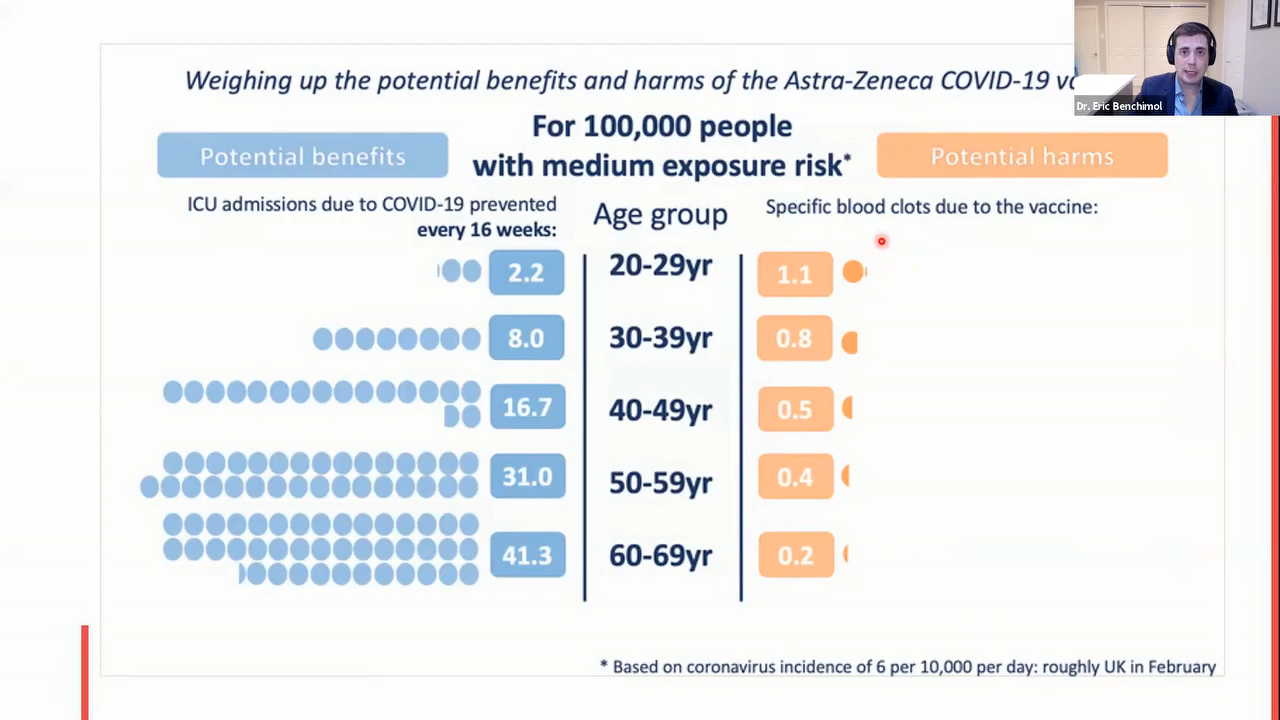 Weighing up the potential benefits and harms of the Astra-Zeneca COVID-19
Dr. Eric Benchimol
For 100,000 people
with medium exposure risk*
Potential benefits
Potential harms
ICU admissions due to COVID-19 prevented
every 16 weeks:
Age group
Specific blood clots due to the vaccine:
2.2 20-29yr 1.1
8.0 30-39yr 0.8
16.7 40-49yr 0.5
31.0 50-59yr 0.4
41.3 60-69yr 0.2
* Based on coronavirus incidence of 6 per 10,000 per day: roughly UK in February